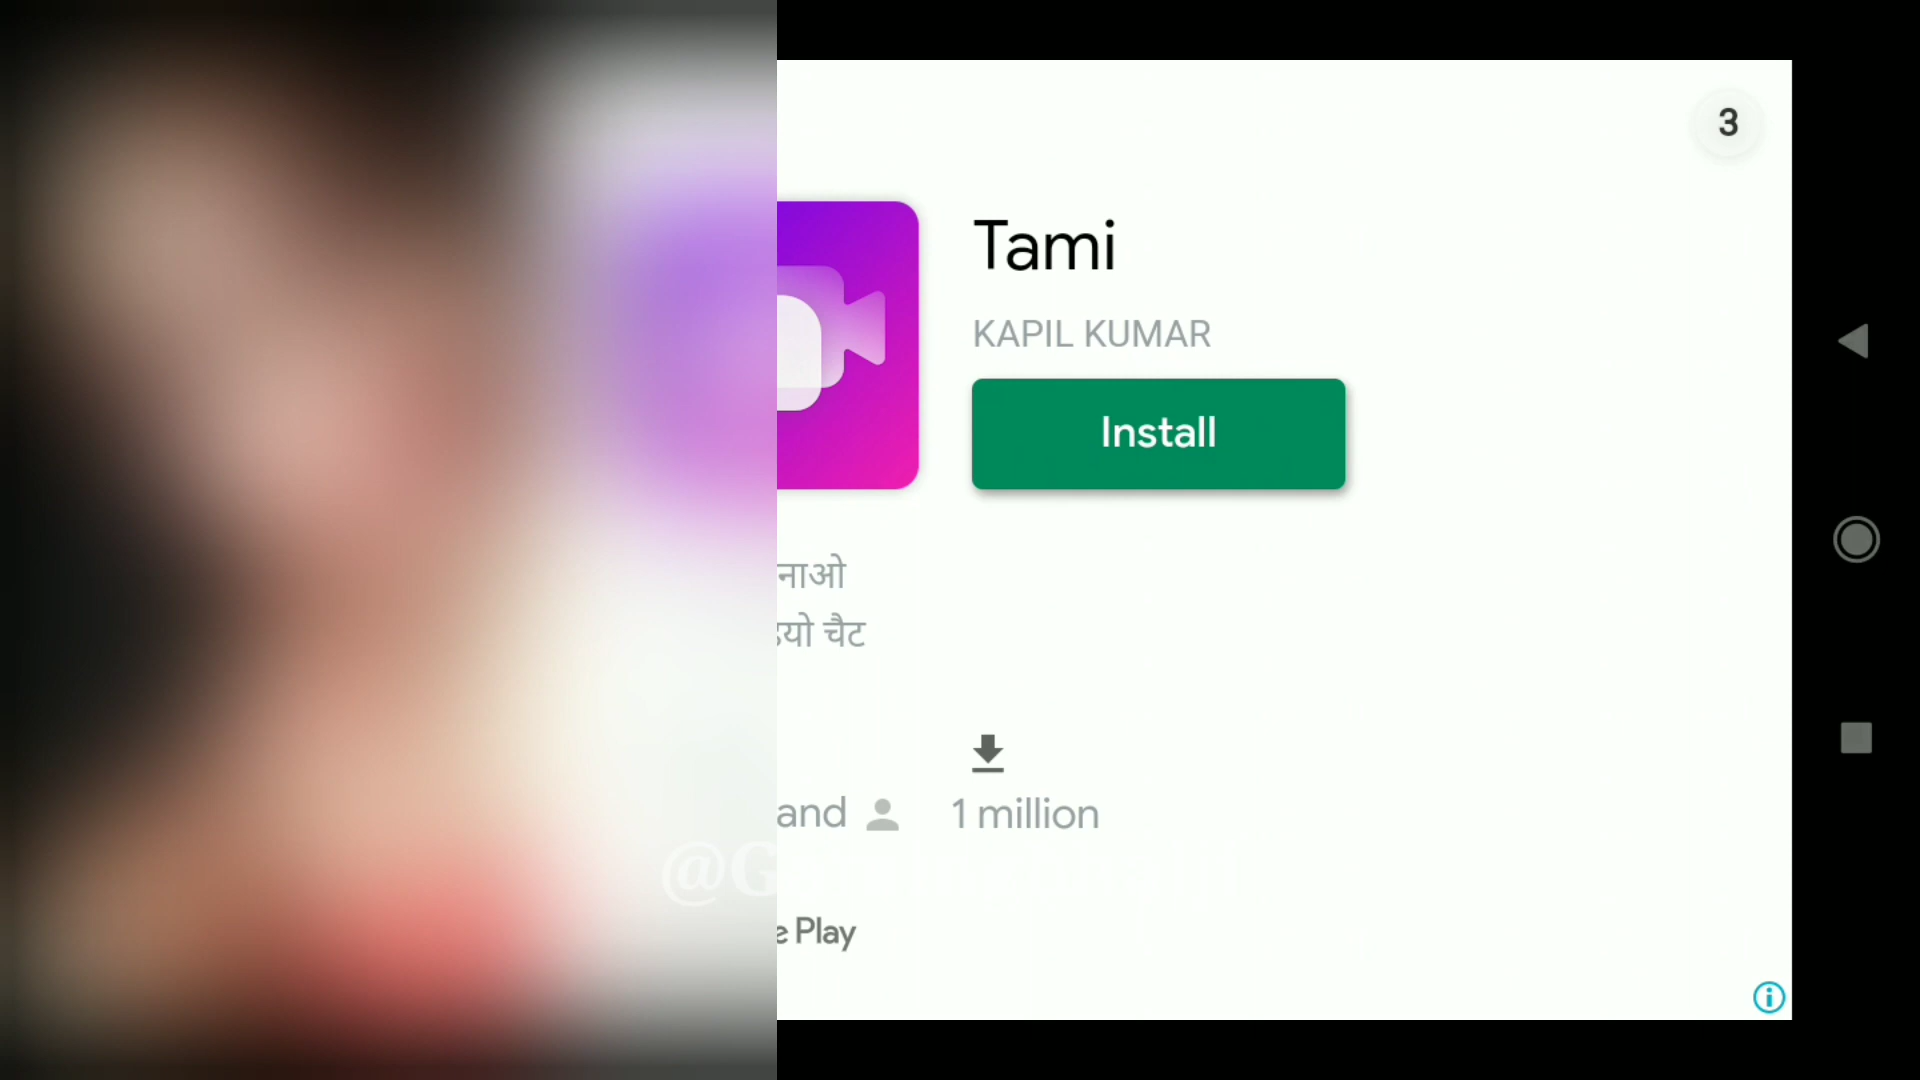 3
Tami
KAPIL KUMAR
Install
नाओ
यो चैट
and
1 million
@G
Play